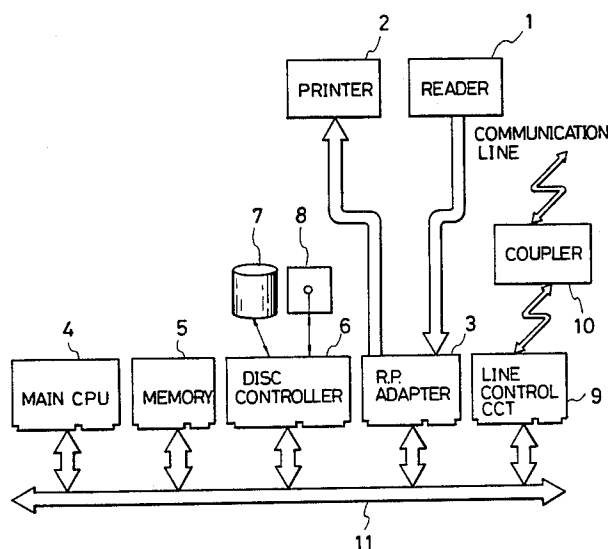 2
1
PRINTER
READER
COMMUNICATION
LINE
7
8
COUPLER
10
4
5
6
3
MAIN CPU
MEMORY
DISC
CONTROLLER
R.P.
ADAPTER
LINE
CONTROL
CCT
9
11